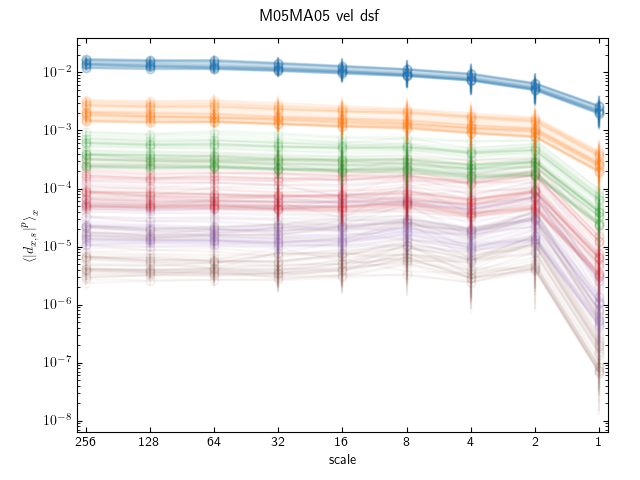 M05MA05 vel dsf
⟨|d_{x,s}|^p⟩_x
10^{-2}
10^{-3}
10^{-4}
10^{-5}
10^{-6}
10^{-7}
10^{-8}
256 128 64 32 16 8 4 2 1
scale